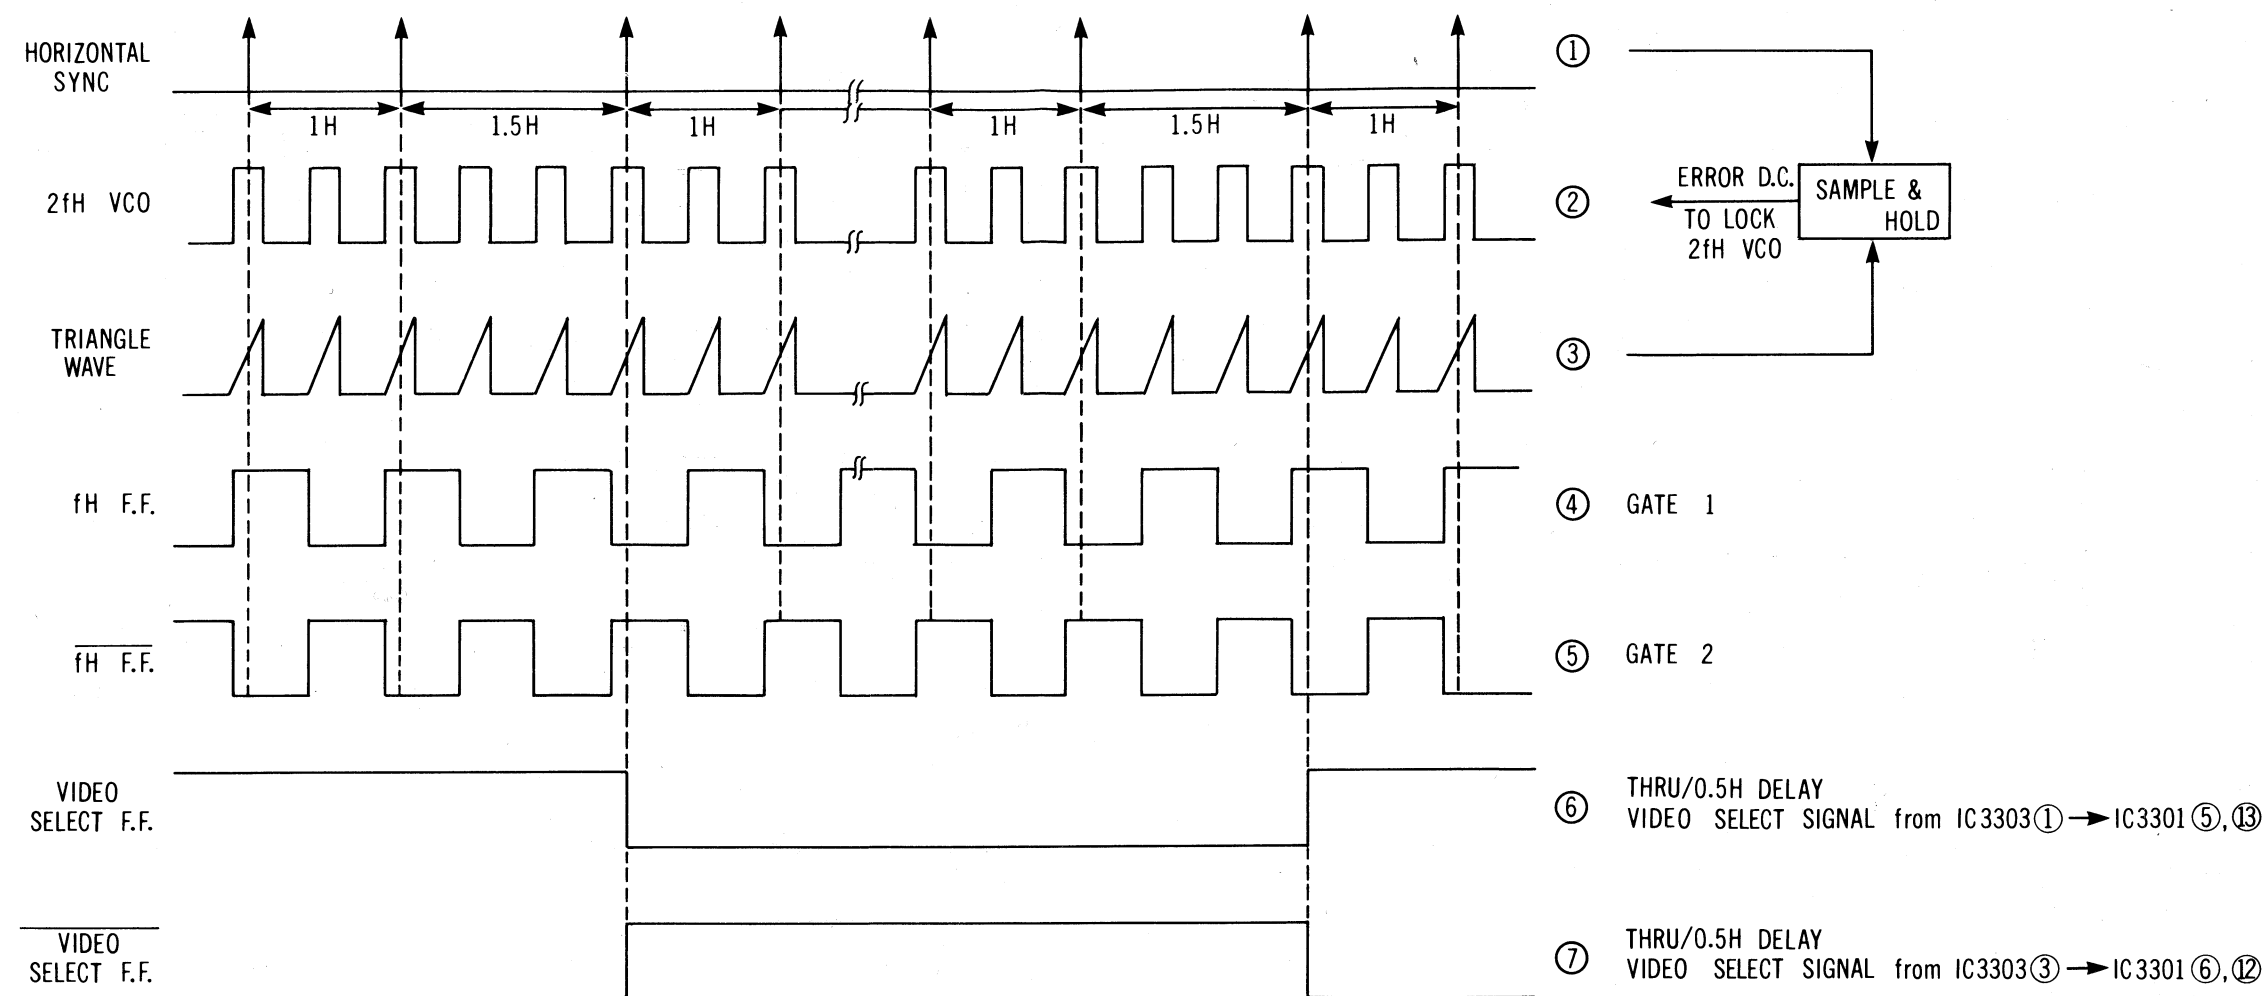 HORIZONTAL
SYNC
①
1H
1.5H
1H
1H
1.5H
1H
2fH VCO
②
ERROR D.C.
TO LOCK
2fH VCO
SAMPLE &
HOLD
TRIANGLE
WAVE
③
fH F.F.
④ GATE 1
fH F.F.
⑤ GATE 2
VIDEO
SELECT F.F.
⑥ THRU/0.5H DELAY
VIDEO SELECT SIGNAL from IC3303① → IC3301⑤,⑬
VIDEO
SELECT F.F.
⑦ THRU/0.5H DELAY
VIDEO SELECT SIGNAL from IC3303③ → IC3301⑥,⑫